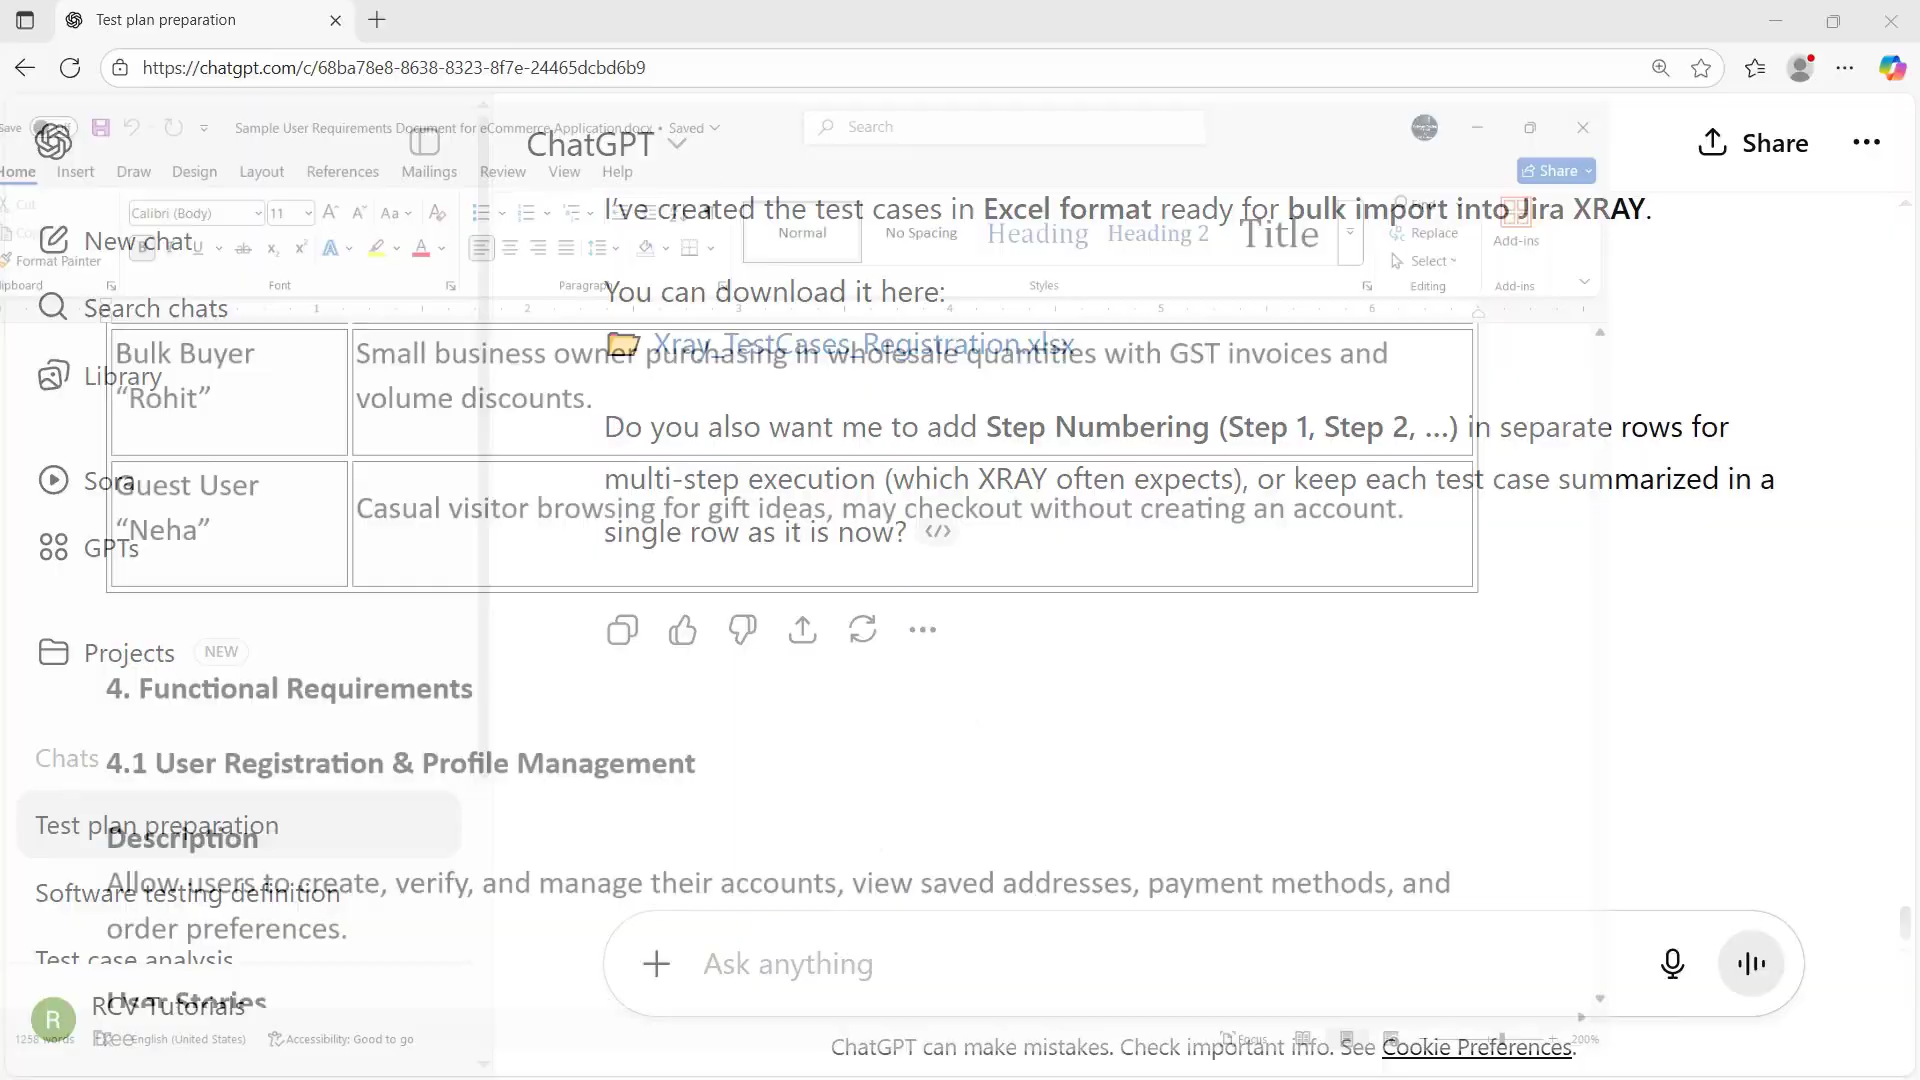 Test plan preparation
https://chatgpt.com/c/68ba78e8-8638-8323-8f7e-24465dcbd6b9
Save
Sample User Requirements Document for eCommerce Application.docx • Saved
Search
ChatGPT
Share
Home Insert Draw Design Layout References Mailings Review View Help
Share
Cut
Format Painter
Calibri (Body) 11
Normal
No Spacing
Heading
Heading 2
Title
Replace
Select
Add-ins
Font
Paragraph
Styles
Editing
Add-ins
New chat
Search chats
Library
Sora
GPTs
Projects NEW
Chats
Test plan preparation
Software testing definition
Test case analysis
RCV Tutorials
Free
I've created the test cases in Excel format ready for bulk import into Jira XRAY.
You can download it here:
Xray_TestCases_Registration.xlsx
Do you also want me to add Step Numbering (Step 1, Step 2, ...) in separate rows for
multi-step execution (which XRAY often expects), or keep each test case summarized in a
single row as it is now?
Bulk Buyer
“Rohit”
Small business owner purchasing in wholesale quantities with GST invoices and
volume discounts.
Guest User
“Neha”
Casual visitor browsing for gift ideas, may checkout without creating an account.
4. Functional Requirements
4.1 User Registration & Profile Management
Description
Allow users to create, verify, and manage their accounts, view saved addresses, payment methods, and
order preferences.
User Stories
Ask anything
1258 words
English (United States)
Accessibility: Good to go
Focus
200%
ChatGPT can make mistakes. Check important info. See Cookie Preferences.